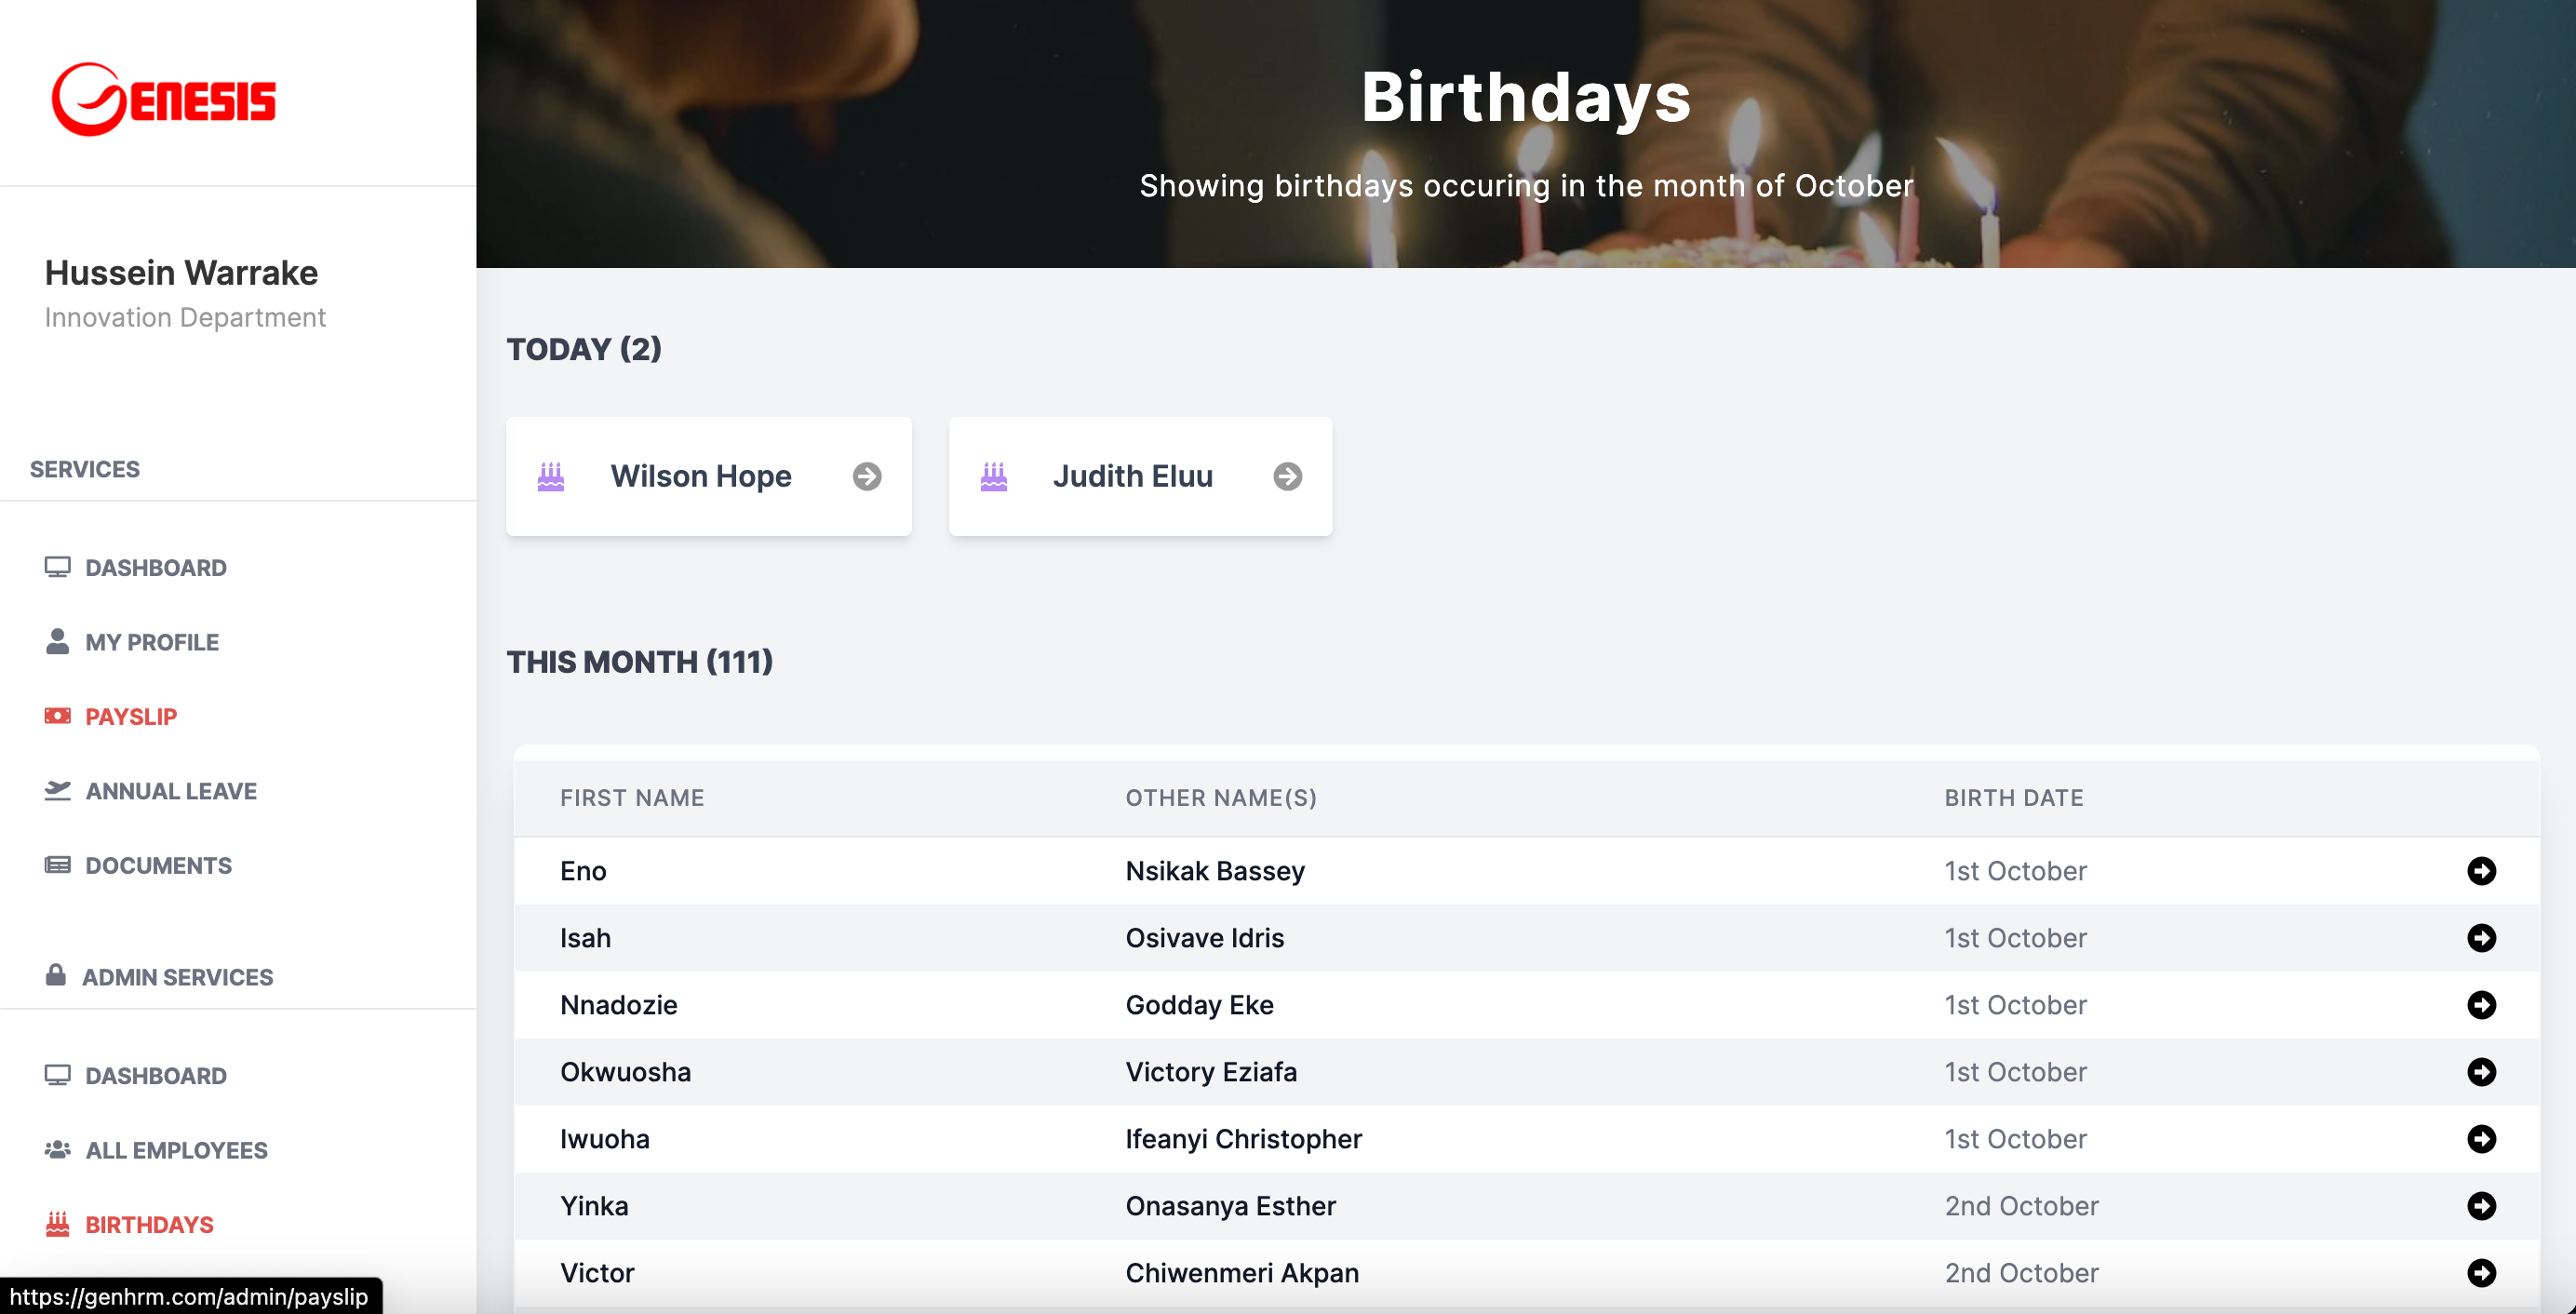 GENESIS
Hussein Warrake
Innovation Department
SERVICES
DASHBOARD
MY PROFILE
PAYSLIP
ANNUAL LEAVE
DOCUMENTS
ADMIN SERVICES
DASHBOARD
ALL EMPLOYEES
BIRTHDAYS
https://genhrm.com/admin/payslip
Birthdays
Showing birthdays occuring in the month of October
TODAY (2)
Wilson Hope
Judith Eluu
THIS MONTH (111)
FIRST NAME OTHER NAME(S) BIRTH DATE
Eno Nsikak Bassey 1st October
Isah Osivave Idris 1st October
Nnadozie Godday Eke 1st October
Okwuosha Victory Eziafa 1st October
Iwuoha Ifeanyi Christopher 1st October
Yinka Onasanya Esther 2nd October
Victor Chiwenmeri Akpan 2nd October